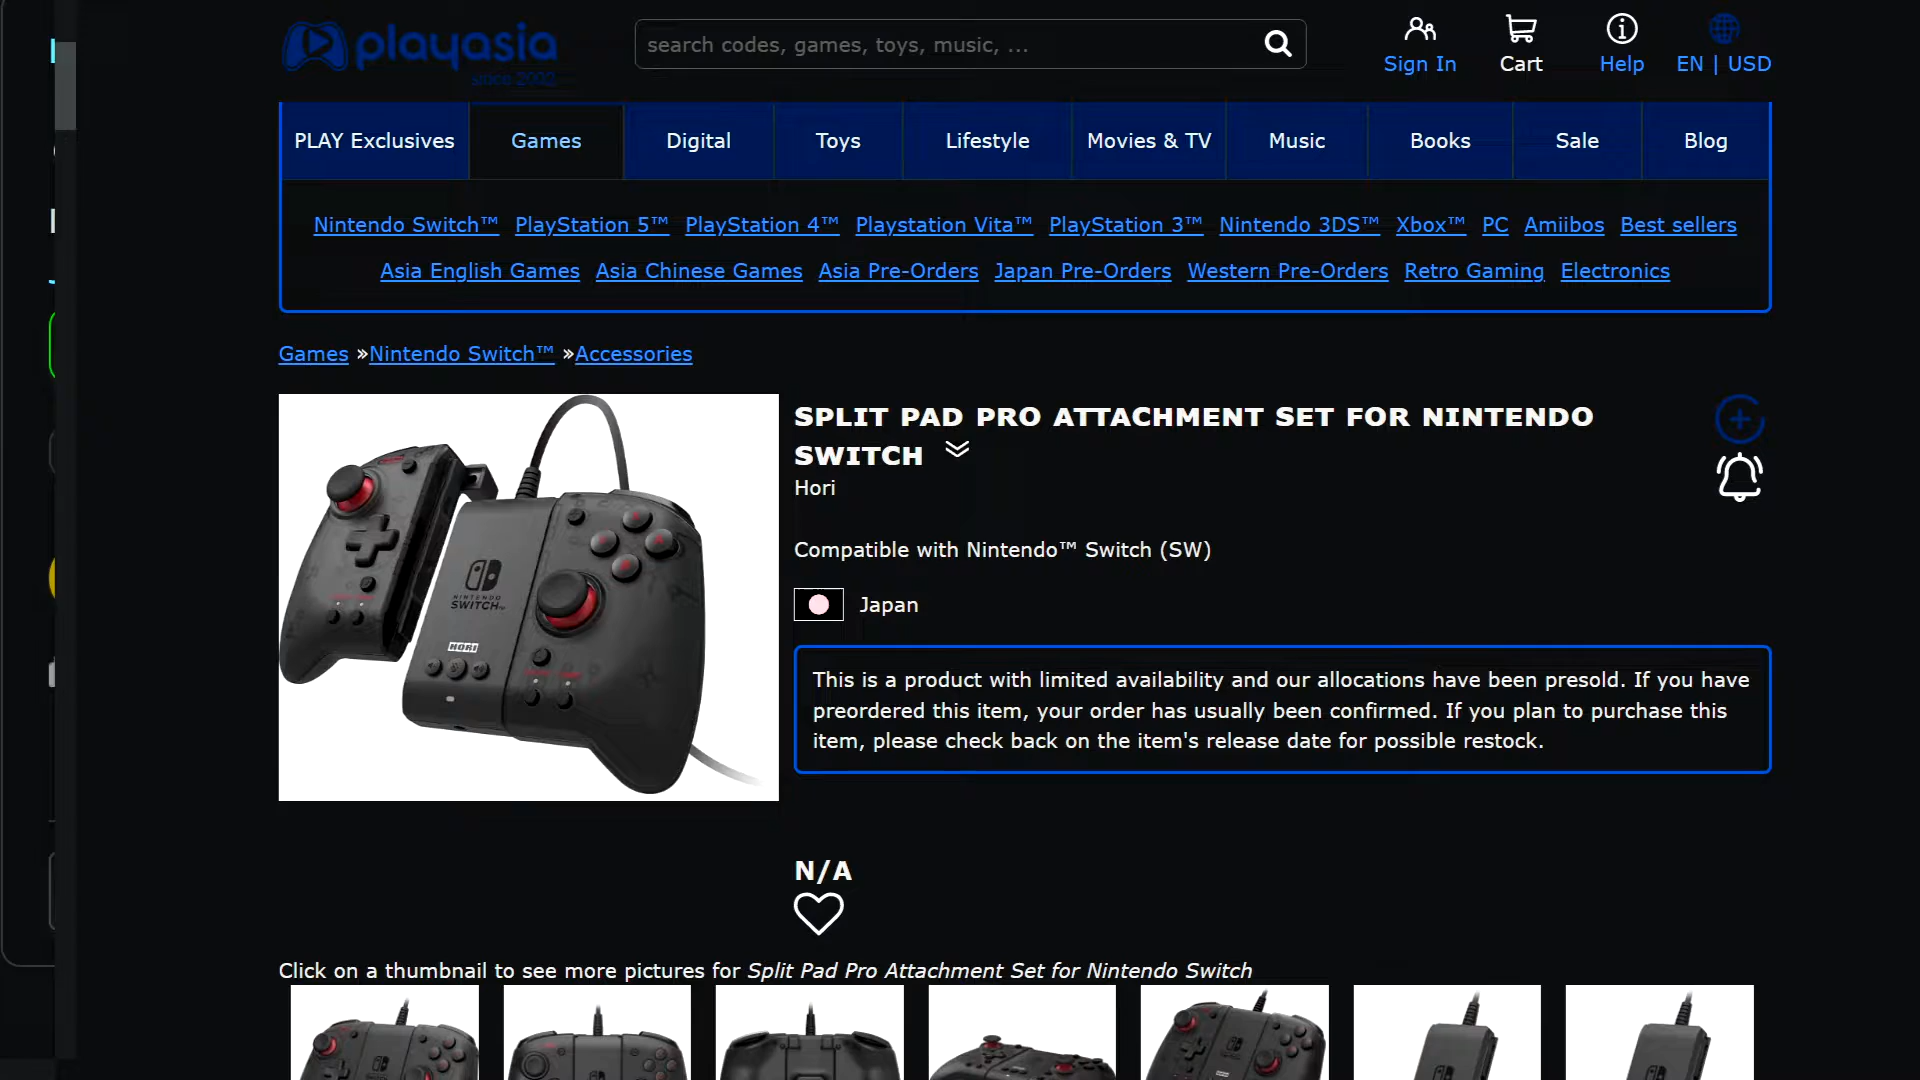 playasia
since 2002
search codes, games, toys, music, ...
Sign In
Cart
Help
EN | USD
PLAY Exclusives
Games
Digital
Toys
Lifestyle
Movies & TV
Music
Books
Sale
Blog
Nintendo Switch™ PlayStation 5™ PlayStation 4™ Playstation Vita™ PlayStation 3™ Nintendo 3DS™ Xbox™ PC Amiibos Best sellers
Asia English Games Asia Chinese Games Asia Pre-Orders Japan Pre-Orders Western Pre-Orders Retro Gaming Electronics
Games »Nintendo Switch™ »Accessories
SPLIT PAD PRO ATTACHMENT SET FOR NINTENDO
SWITCH
Hori
Compatible with Nintendo™ Switch (SW)
Japan
This is a product with limited availability and our allocations have been presold. If you have
preordered this item, your order has usually been confirmed. If you plan to purchase this
item, please check back on the item's release date for possible restock.
NINTENDO
SWITCH
HORI
N/A
Click on a thumbnail to see more pictures for Split Pad Pro Attachment Set for Nintendo Switch